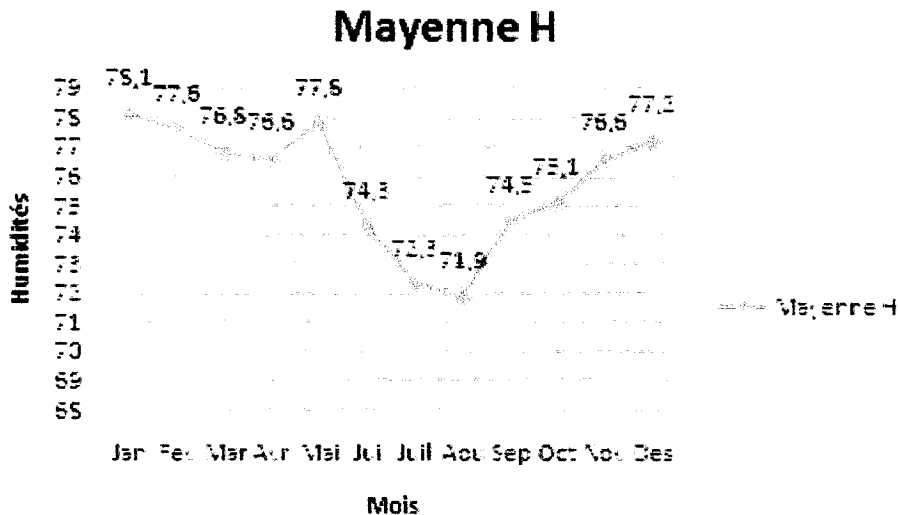 Mayenne H
78,1 77,6 76,8 76,6 77,8 74,3 72,3 71,9 74,5 75,1 76,6 77,2
79
78
77
76
75
74
73
72
71
70
69
68
Humidités
Mayenne H
Jan Fev Mar Avr Mai Jui Juil Aou Sep Oct Nov Des
Mois